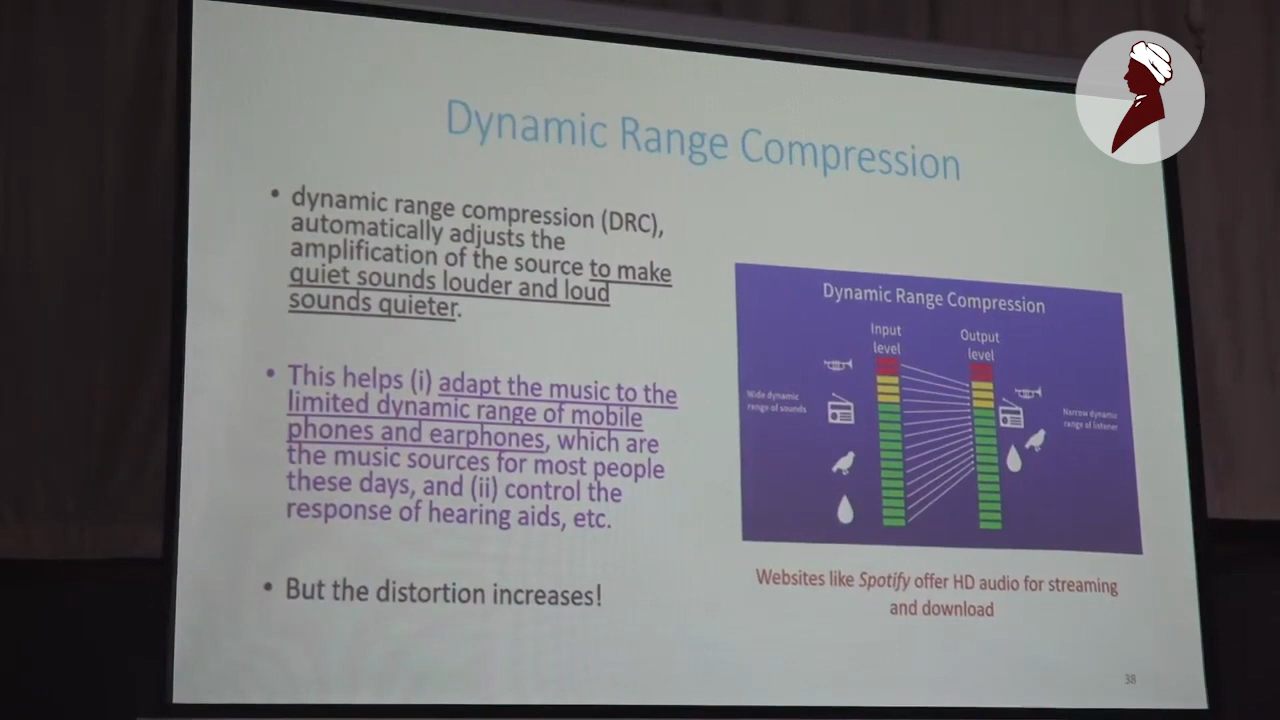 Dynamic Range Compression
• dynamic range compression (DRC),
automatically adjusts the
amplification of the source to make
quiet sounds louder and loud
sounds quieter.
• This helps (i) adapt the music to the
limited dynamic range of mobile
phones and earphones, which are
the music sources for most people
these days, and (ii) control the
response of hearing aids, etc.
• But the distortion increases!
Dynamic Range Compression
Input
level
Output
level
Wide dynamic
range of sounds
Narrow dynamic
range of listener
Websites like Spotify offer HD audio for streaming
and download
38